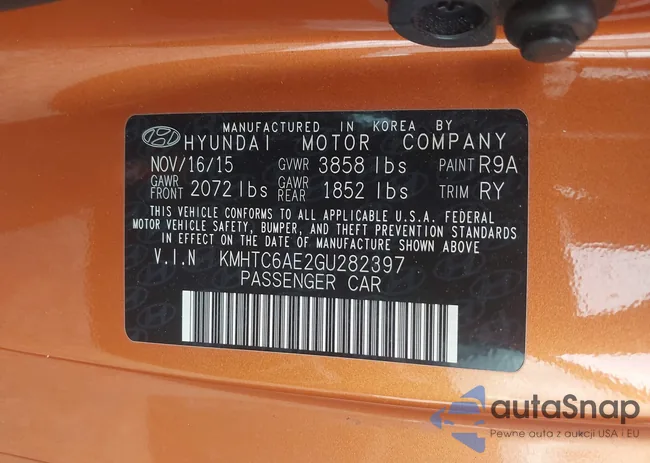 MANUFACTURED IN KOREA BY
HYUNDAI MOTOR COMPANY
NOV/16/15 GVWR 3858 lbs PAINT R9A
GAWR FRONT 2072 lbs GAWR REAR 1852 lbs TRIM RY
THIS VEHICLE CONFORMS TO ALL APPLICABLE U.S.A. FEDERAL
MOTOR VEHICLE SAFETY, BUMPER, AND THEFT PREVENTION STANDARDS
IN EFFECT ON THE DATE OF MANUFACTURE SHOWN ABOVE
V.I.N KMHTC6AE2GU282397
PASSENGER CAR
autaSnap
Pewne auta z aukcji USA i EU